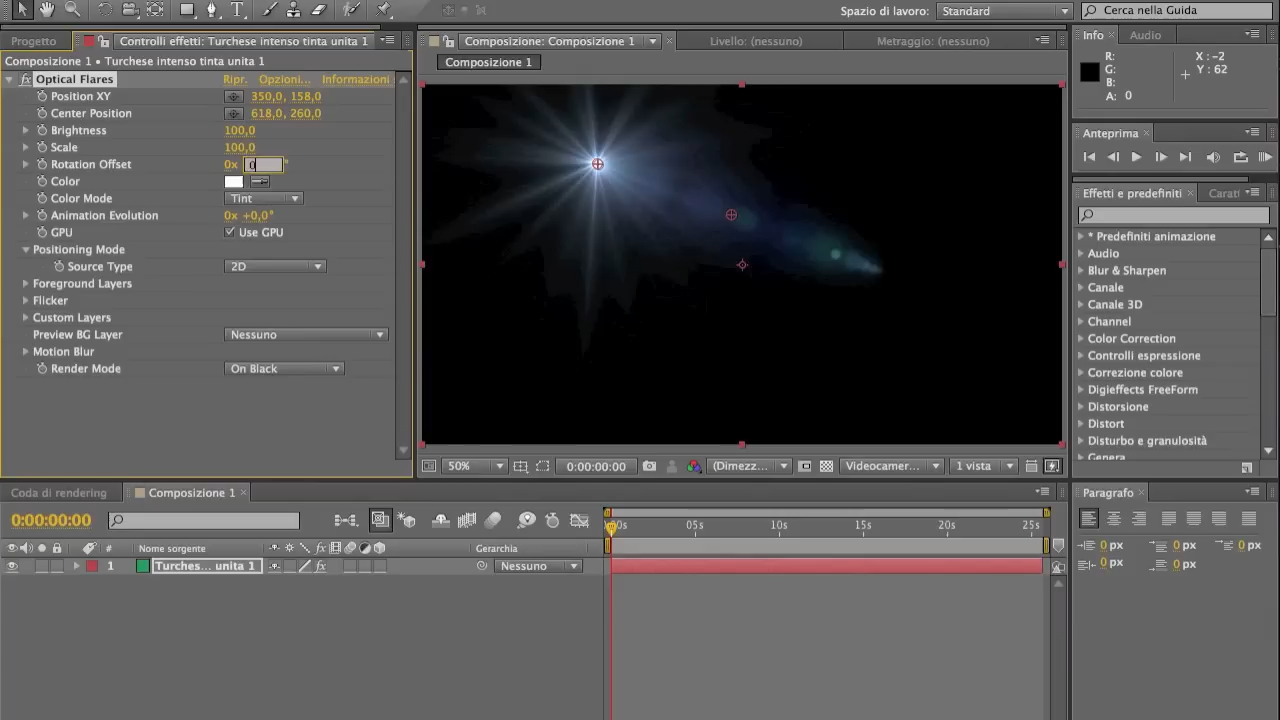 Spazio di lavoro: Standard Cerca nella Guida
Progetto Controlli effetti: Turchese intenso tinta unita 1
Composizione 1 • Turchese intenso tinta unita 1
Optical Flares Ripr. Opzioni... Informazioni
Position XY 350,0, 158,0
Center Position 618,0, 260,0
Brightness 100,0
Scale 100,0
Rotation Offset 0x 0 °
Color
Color Mode Tint
Animation Evolution 0x +0,0°
GPU Use GPU
Positioning Mode
Source Type 2D
Foreground Layers
Flicker
Custom Layers
Preview BG Layer Nessuno
Motion Blur
Render Mode On Black
Composizione: Composizione 1 Livello: (nessuno) Metraggio: (nessuno)
Composizione 1
50% 0:00:00:00 (Dimezz... Videocamer... 1 vista
Info Audio
R: X: -2
G: Y: 62
B:
A: 0
Anteprima
Effetti e predefiniti Caratt
* Predefiniti animazione
Audio
Blur & Sharpen
Canale
Canale 3D
Channel
Color Correction
Controlli espressione
Correzione colore
Digieffects FreeForm
Distorsione
Distort
Disturbo e granulosità
Genera
Coda di rendering Composizione 1
0:00:00:00
05s 10s 15s 20s 25s
# Nome sorgente fx Gerarchia
1 Turches... unita 1 fx Nessuno
Paragrafo
0 px 0 px 0 px
0 px 0 px